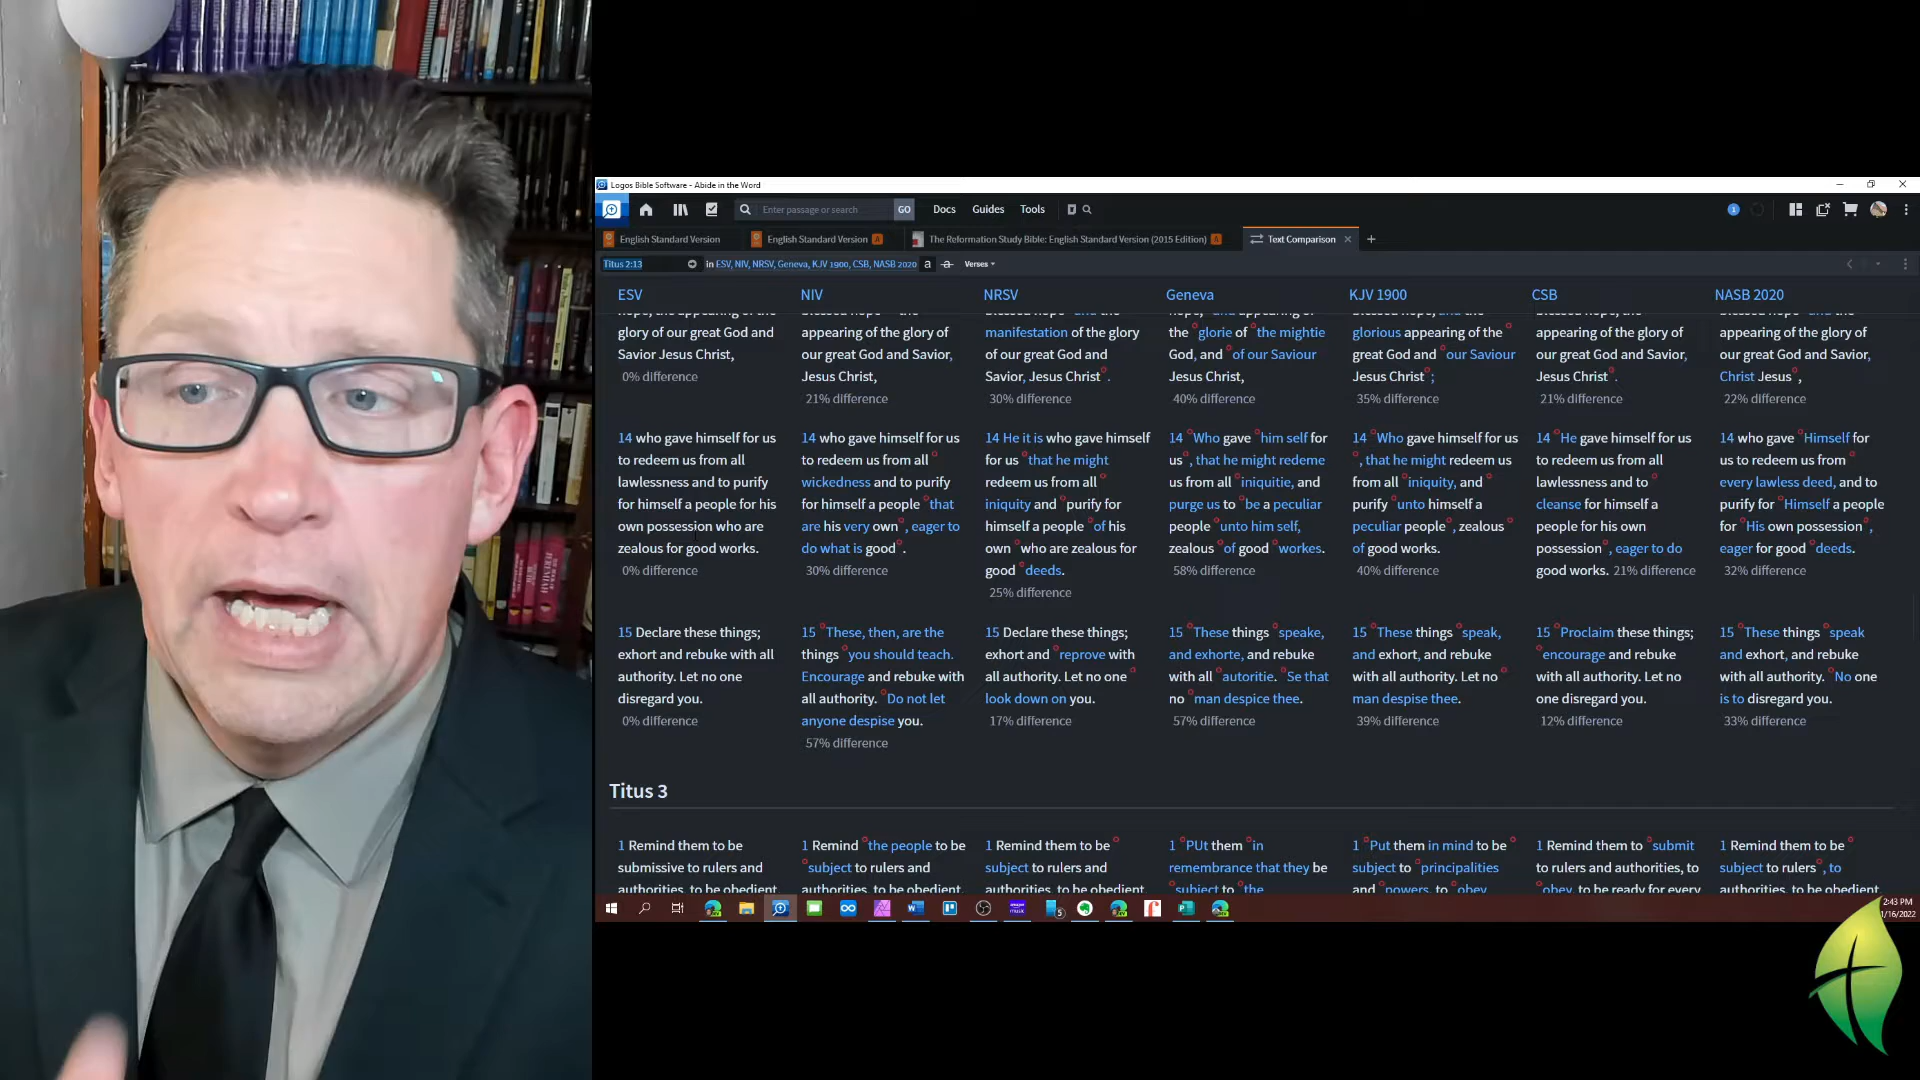 Logos Bible Software - Abide in the Word
Enter passage or search GO Docs Guides Tools
English Standard Version
English Standard Version A
The Reformation Study Bible: English Standard Version (2015 Edition) A
Text Comparison
Titus 2:13 in ESV, NIV, NRSV, Geneva, KJV 1900, CSB, NASB 2020 a a Verses
ESV
glory of our great God and
Savior Jesus Christ,
0% difference
14 who gave himself for us
to redeem us from all
lawlessness and to purify
for himself a people for his
own possession who are
zealous for good works.
0% difference
15 Declare these things;
exhort and rebuke with all
authority. Let no one
disregard you.
0% difference
NIV
appearing of the glory of
our great God and Savior,
Jesus Christ,
21% difference
14 who gave himself for us
to redeem us from all
wickedness and to purify
for himself a people that
are his very own, eager to
do what is good.
30% difference
15 These, then, are the
things you should teach.
Encourage and rebuke with
all authority. Do not let
anyone despise you.
57% difference
NRSV
manifestation of the glory
of our great God and
Savior, Jesus Christ.
30% difference
14 He it is who gave himself
for us that he might
redeem us from all
iniquity and purify for
himself a people of his
own who are zealous for
good deeds.
25% difference
15 Declare these things;
exhort and reprove with
all authority. Let no one
look down on you.
17% difference
Geneva
the glorie of the mightie
God, and of our Saviour
Jesus Christ,
40% difference
14 Who gave him self for
us, that he might redeme
us from all iniquitie, and
purge us to be a peculiar
people unto him self,
zealous of good workes.
58% difference
15 These things speake,
and exhorte, and rebuke
with all autoritie. Se that
no man despice thee.
57% difference
KJV 1900
glorious appearing of the
great God and our Saviour
Jesus Christ;
35% difference
14 Who gave himself for us
, that he might redeem us
from all iniquity, and
purify unto himself a
peculiar people, zealous
of good works.
40% difference
15 These things speak,
and exhort, and rebuke
with all authority. Let no
man despise thee.
39% difference
CSB
appearing of the glory of
our great God and Savior,
Jesus Christ.
21% difference
14 He gave himself for us
to redeem us from all
lawlessness and to
cleanse for himself a
people for his own
possession, eager to do
good works. 21% difference
15 Proclaim these things;
encourage and rebuke
with all authority. Let no
one disregard you.
12% difference
NASB 2020
appearing of the glory of
our great God and Savior,
Christ Jesus,
22% difference
14 who gave Himself for
us to redeem us from
every lawless deed, and to
purify for Himself a people
for His own possession,
eager for good deeds.
32% difference
15 These things speak
and exhort, and rebuke
with all authority. No one
is to disregard you.
33% difference
Titus 3
1 Remind them to be
submissive to rulers and
authorities, to be obedient,
1 Remind the people to be
subject to rulers and
authorities, to be obedient,
1 Remind them to be
subject to rulers and
authorities, to be obedient,
1 PUt them in
remembrance that they be
subject to the
1 Put them in mind to be
subject to principalities
and powers, to obey
1 Remind them to submit
to rulers and authorities, to
obey, to be ready for every
1 Remind them to be
subject to rulers, to
authorities, to be obedient,
2:43 PM
1/16/2022